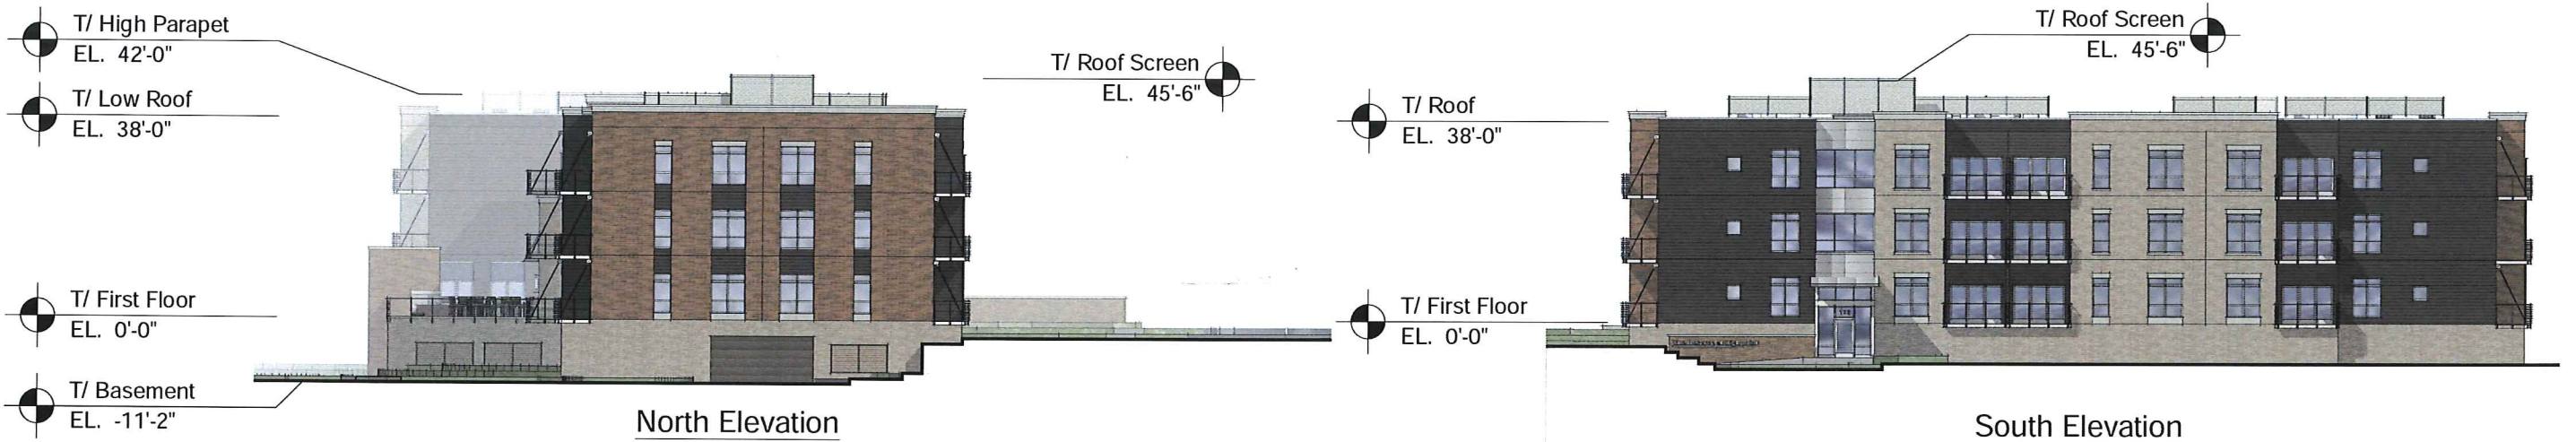 T/ High Parapet
EL. 42'-0"
T/ Low Roof
EL. 38'-0"
T/ First Floor
EL. 0'-0"
T/ Basement
EL. -11'-2"
T/ Roof Screen
EL. 45'-6"
North Elevation
T/ Roof Screen
EL. 45'-6"
T/ Roof
EL. 38'-0"
T/ First Floor
EL. 0'-0"
South Elevation